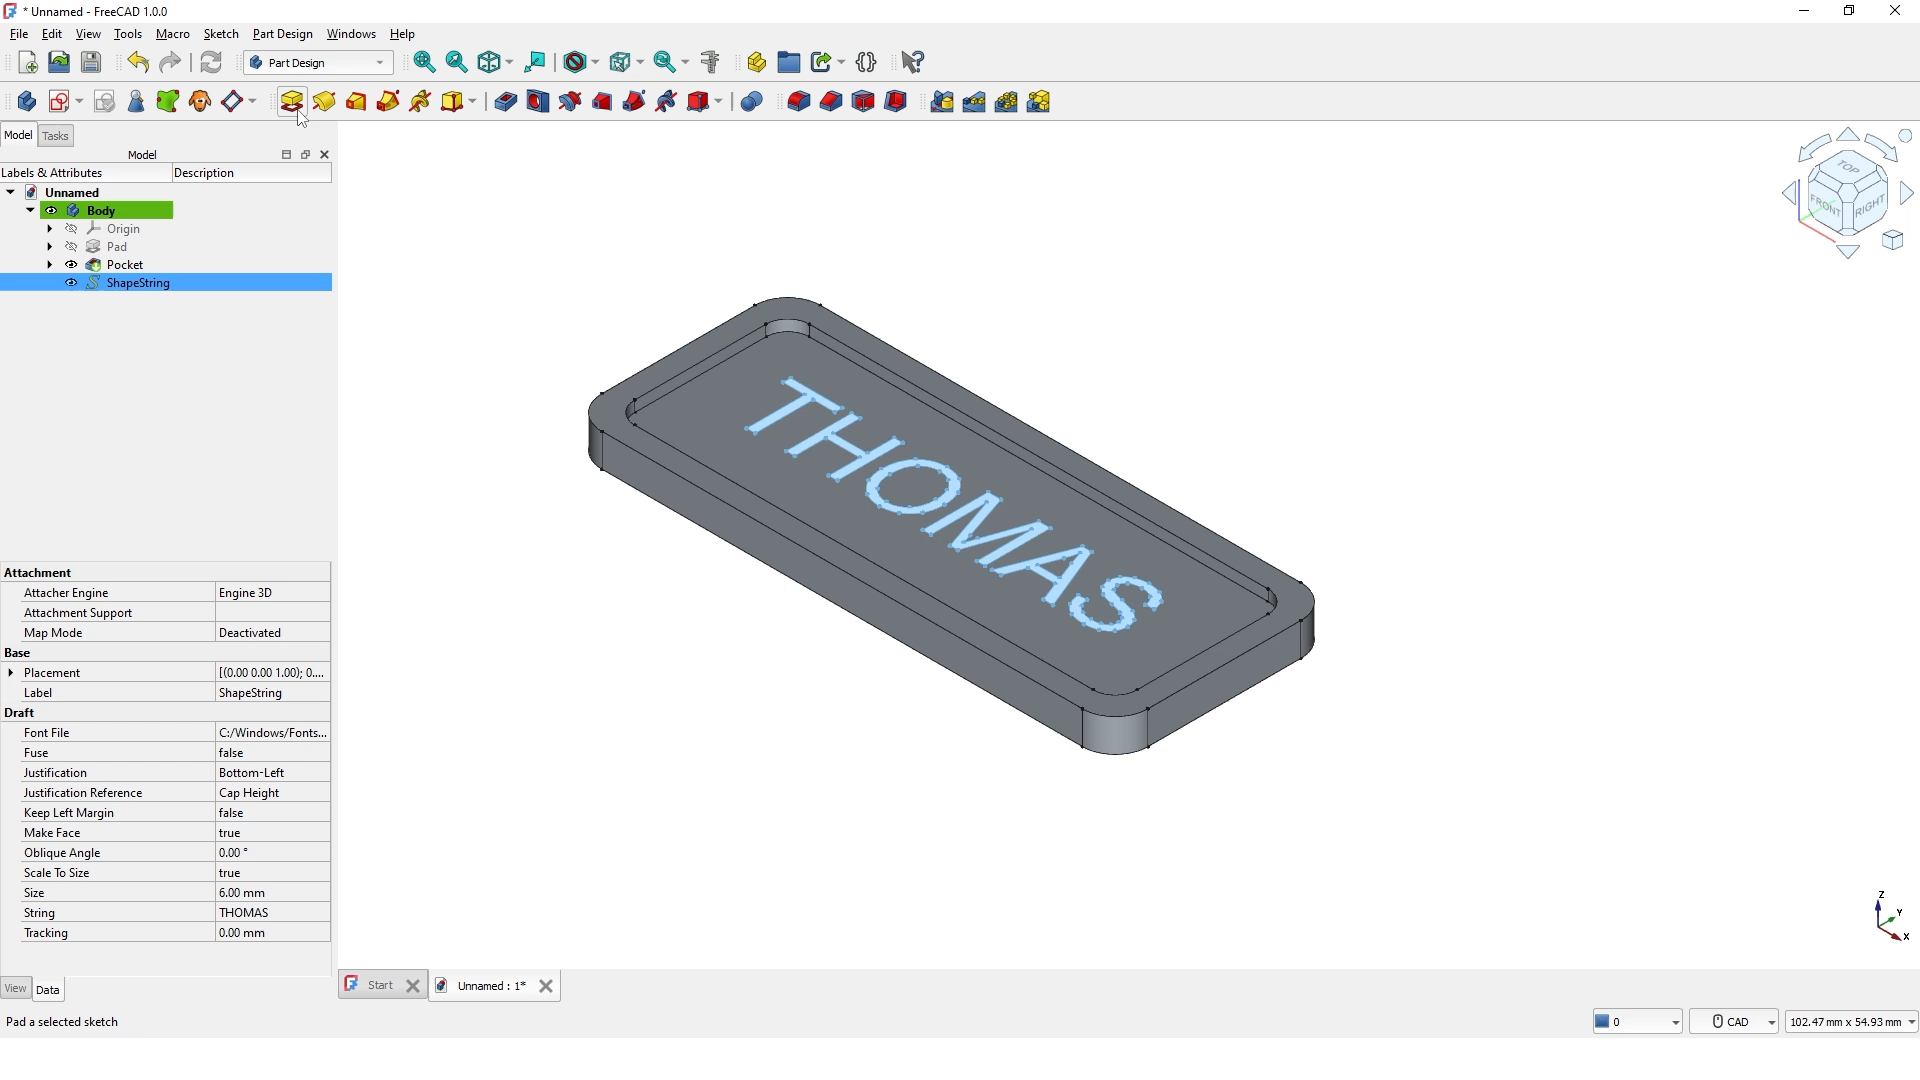 * Unnamed - FreeCAD 1.0.0
File Edit View Tools Macro Sketch Part Design Windows Help
Part Design
Model Tasks
Model
Labels & Attributes Description
Unnamed
Body
Origin
Pad
Pocket
ShapeString
TOP
FRONT RIGHT
THOMAS
Attachment
Attacher Engine Engine 3D
Attachment Support
Map Mode Deactivated
Base
Placement [(0.00 0.00 1.00); 0....
Label ShapeString
Draft
Font File C:/Windows/Fonts...
Fuse false
Justification Bottom-Left
Justification Reference Cap Height
Keep Left Margin false
Make Face true
Oblique Angle 0.00 °
Scale To Size true
Size 6.00 mm
String THOMAS
Tracking 0.00 mm
Z
Y
X
View Data
Start Unnamed : 1*
Pad a selected sketch
0 CAD 102.47 mm x 54.93 mm